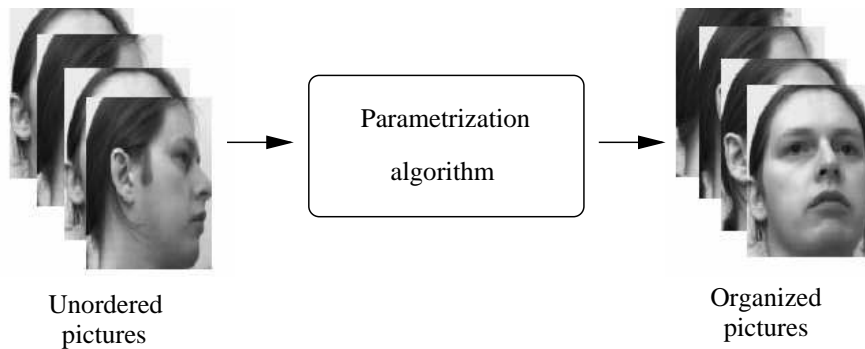 Parametrization
algorithm
Unordered
pictures
Organized
pictures